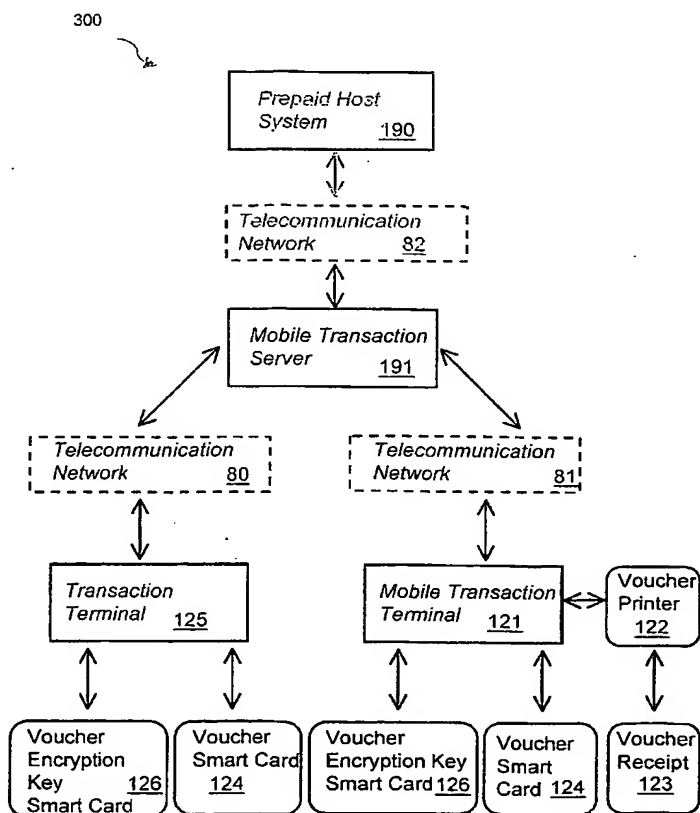 300
Prepaid Host
System 190
Telecommunication
Network 82
Mobile Transaction
Server 191
Telecommunication
Network 80
Telecommunication
Network 81
Transaction
Terminal 125
Mobile Transaction
Terminal 121
Voucher
Printer
122
Voucher
Encryption
Key 126
Smart Card
Voucher
Smart Card
124
Voucher
Encryption Key
Smart Card 126
Voucher
Smart
Card 124
Voucher
Receipt
123